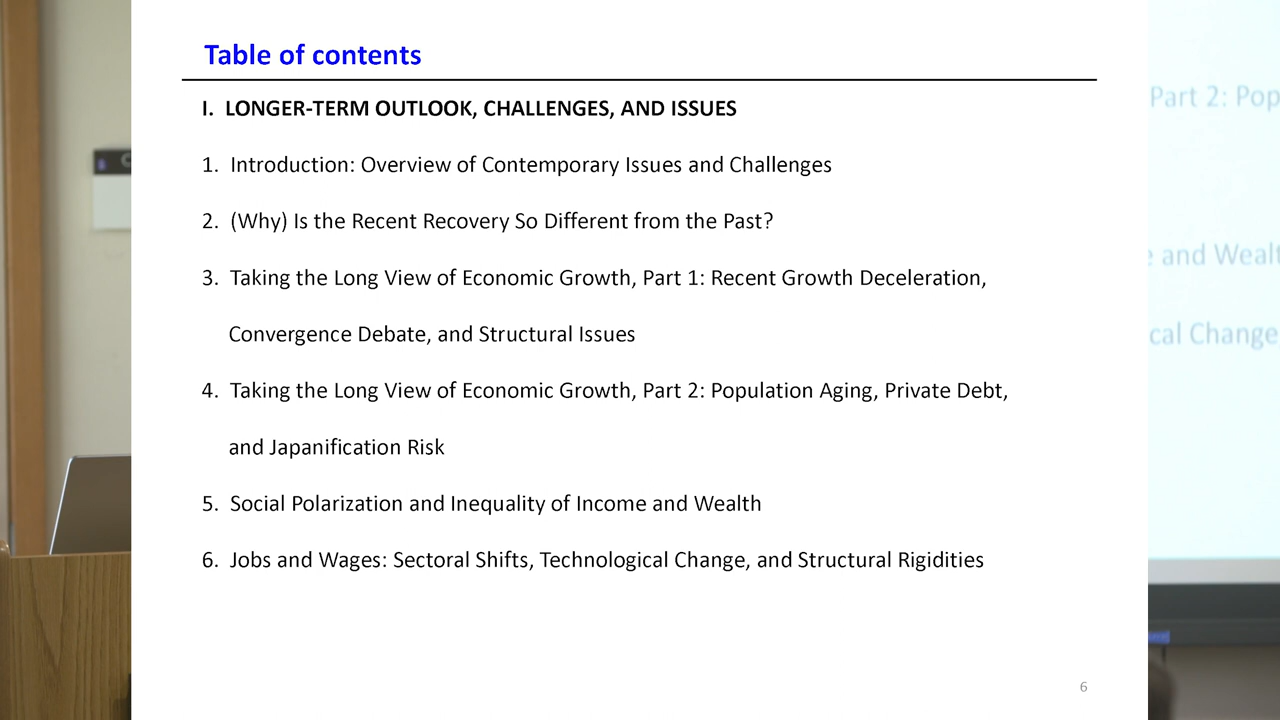 Table of contents
I. LONGER-TERM OUTLOOK, CHALLENGES, AND ISSUES
1. Introduction: Overview of Contemporary Issues and Challenges
2. (Why) Is the Recent Recovery So Different from the Past?
3. Taking the Long View of Economic Growth, Part 1: Recent Growth Deceleration,
Convergence Debate, and Structural Issues
4. Taking the Long View of Economic Growth, Part 2: Population Aging, Private Debt,
and Japanification Risk
5. Social Polarization and Inequality of Income and Wealth
6. Jobs and Wages: Sectoral Shifts, Technological Change, and Structural Rigidities
6
Part 2: Pop
and Wealt
cal Change